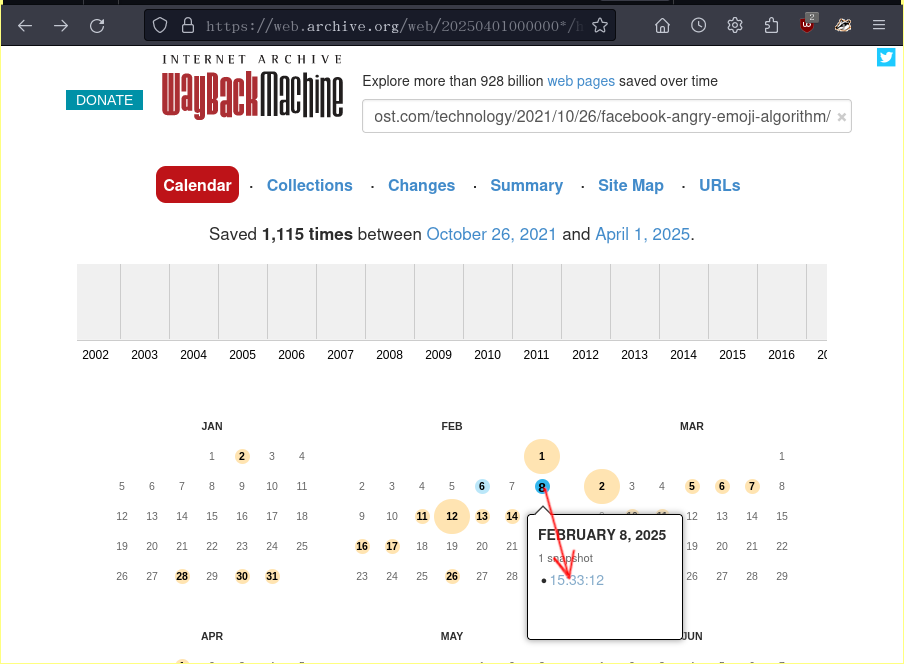 https://web.archive.org/web/20250401000000*/h
2
INTERNET ARCHIVE
WayBackMachine
DONATE
Explore more than 928 billion web pages saved over time
ost.com/technology/2021/10/26/facebook-angry-emoji-algorithm/ ×
Calendar · Collections · Changes · Summary · Site Map · URLs
Saved 1,115 times between October 26, 2021 and April 1, 2025.
2002 2003 2004 2005 2006 2007 2008 2009 2010 2011 2012 2013 2014 2015 2016 20
JAN FEB MAR
1 2 3 4 1 1
5 6 7 8 9 10 11 2 3 4 5 6 7 8 2 3 4 5 6 7 8
12 13 14 15 16 17 18 9 10 11 12 13 14 12 13 14 15
19 20 21 22 23 24 25 16 17 18 19 20 21 19 20 21 22
26 27 28 29 30 31 23 24 25 26 27 28 26 27 28 29
FEBRUARY 8, 2025
1 snapshot
• 15:33:12
APR MAY JUN